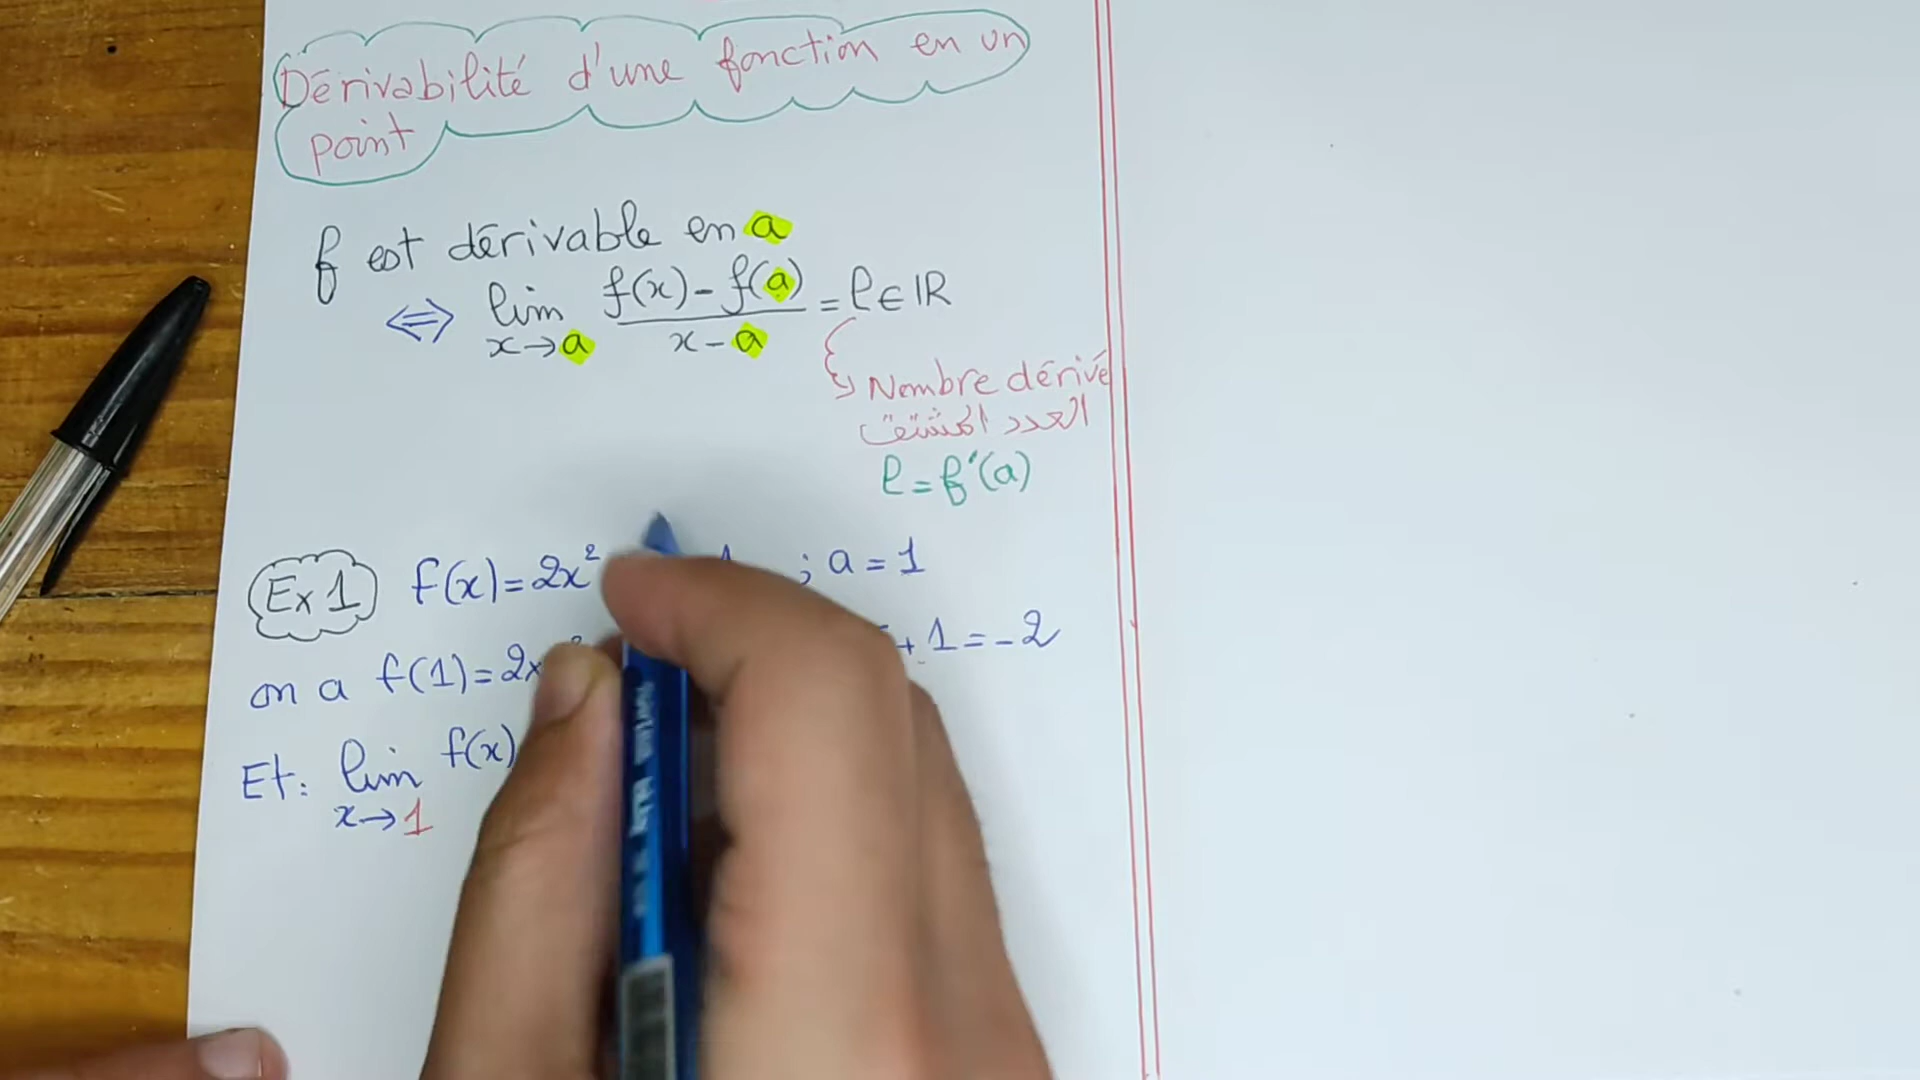 Dérivabilité d'une fonction en un
point
f est dérivable en a
⇔ lim f(x) - f(a) = l ∈ IR
x→a x - a
Nombre dérivé
العدد المشتق
l = f'(a)
Ex 1 f(x) = 2x² 1 ; a = 1
on a f(1) = 2x + 1 = -2
Et: lim f(x)
x→1